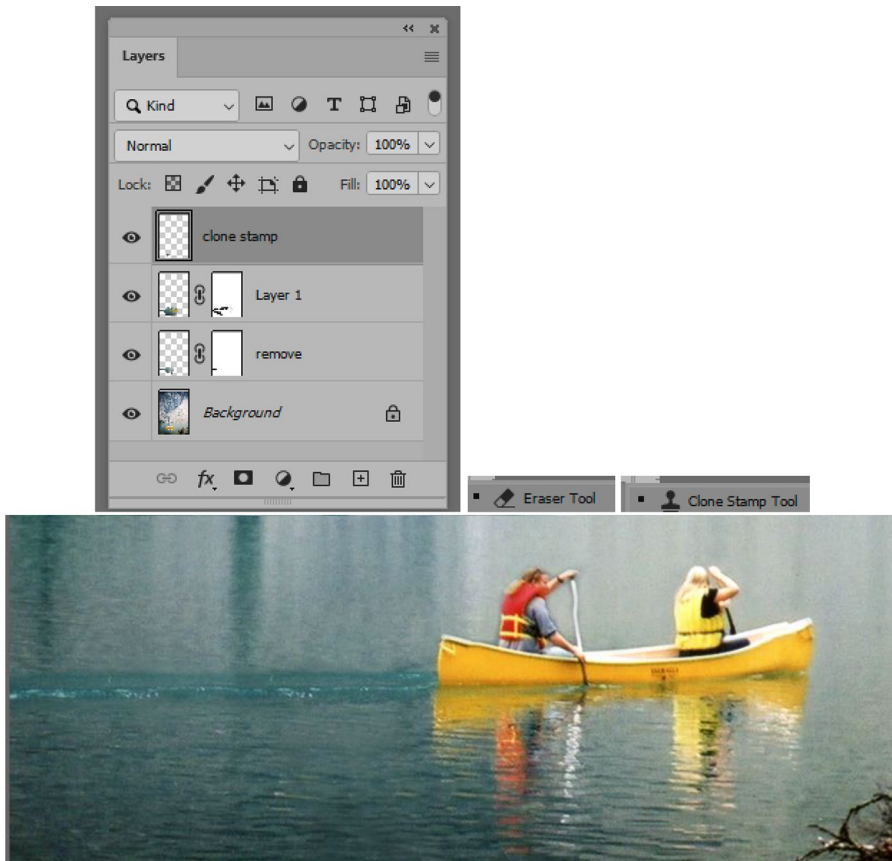 Layers
Kind
Normal Opacity: 100%
Lock: Fill: 100%
clone stamp
Layer 1
remove
Background
Eraser Tool
Clone Stamp Tool